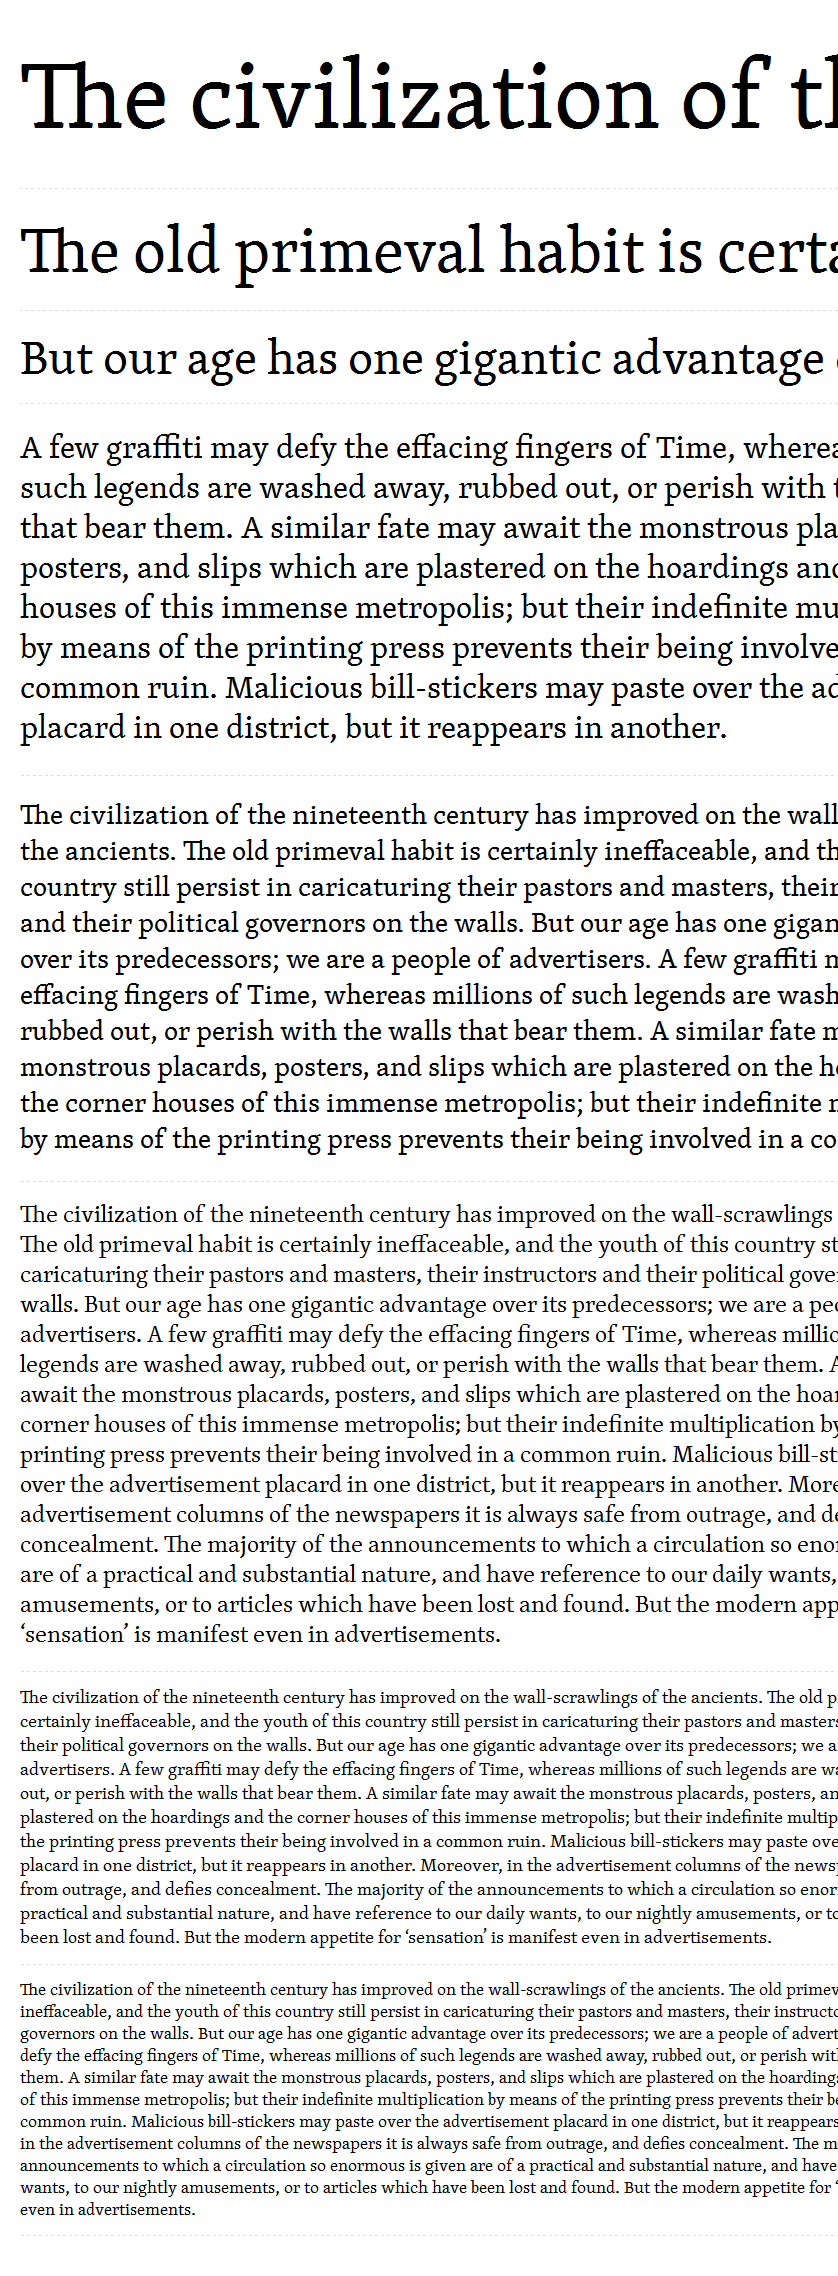 The civilization of th
The old primeval habit is certa
But our age has one gigantic advantage
A few graffiti may defy the effacing fingers of Time, wherea
such legends are washed away, rubbed out, or perish with t
that bear them. A similar fate may await the monstrous pla
posters, and slips which are plastered on the hoardings and
houses of this immense metropolis; but their indefinite mu
by means of the printing press prevents their being involve
common ruin. Malicious bill-stickers may paste over the ad
placard in one district, but it reappears in another.
The civilization of the nineteenth century has improved on the wall
the ancients. The old primeval habit is certainly ineffaceable, and th
country still persist in caricaturing their pastors and masters, their
and their political governors on the walls. But our age has one gigan
over its predecessors; we are a people of advertisers. A few graffiti m
effacing fingers of Time, whereas millions of such legends are wash
rubbed out, or perish with the walls that bear them. A similar fate m
monstrous placards, posters, and slips which are plastered on the ho
the corner houses of this immense metropolis; but their indefinite m
by means of the printing press prevents their being involved in a co
The civilization of the nineteenth century has improved on the wall-scrawlings
The old primeval habit is certainly ineffaceable, and the youth of this country st
caricaturing their pastors and masters, their instructors and their political gove
walls. But our age has one gigantic advantage over its predecessors; we are a peo
advertisers. A few graffiti may defy the effacing fingers of Time, whereas millio
legends are washed away, rubbed out, or perish with the walls that bear them. A
await the monstrous placards, posters, and slips which are plastered on the hoar
corner houses of this immense metropolis; but their indefinite multiplication by
printing press prevents their being involved in a common ruin. Malicious bill-st
over the advertisement placard in one district, but it reappears in another. More
advertisement columns of the newspapers it is always safe from outrage, and de
concealment. The majority of the announcements to which a circulation so enor
are of a practical and substantial nature, and have reference to our daily wants,
amusements, or to articles which have been lost and found. But the modern app
‘sensation’ is manifest even in advertisements.
The civilization of the nineteenth century has improved on the wall-scrawlings of the ancients. The old p
certainly ineffaceable, and the youth of this country still persist in caricaturing their pastors and masters
their political governors on the walls. But our age has one gigantic advantage over its predecessors; we a
advertisers. A few graffiti may defy the effacing fingers of Time, whereas millions of such legends are wa
out, or perish with the walls that bear them. A similar fate may await the monstrous placards, posters, an
plastered on the hoardings and the corner houses of this immense metropolis; but their indefinite multip
the printing press prevents their being involved in a common ruin. Malicious bill-stickers may paste ove
placard in one district, but it reappears in another. Moreover, in the advertisement columns of the news
from outrage, and defies concealment. The majority of the announcements to which a circulation so enor
practical and substantial nature, and have reference to our daily wants, to our nightly amusements, or to
been lost and found. But the modern appetite for ‘sensation’ is manifest even in advertisements.
The civilization of the nineteenth century has improved on the wall-scrawlings of the ancients. The old primev
ineffaceable, and the youth of this country still persist in caricaturing their pastors and masters, their instructo
governors on the walls. But our age has one gigantic advantage over its predecessors; we are a people of advert
defy the effacing fingers of Time, whereas millions of such legends are washed away, rubbed out, or perish wit
them. A similar fate may await the monstrous placards, posters, and slips which are plastered on the hoardings
of this immense metropolis; but their indefinite multiplication by means of the printing press prevents their be
common ruin. Malicious bill-stickers may paste over the advertisement placard in one district, but it reappears
in the advertisement columns of the newspapers it is always safe from outrage, and defies concealment. The m
announcements to which a circulation so enormous is given are of a practical and substantial nature, and have
wants, to our nightly amusements, or to articles which have been lost and found. But the modern appetite for ‘
even in advertisements.